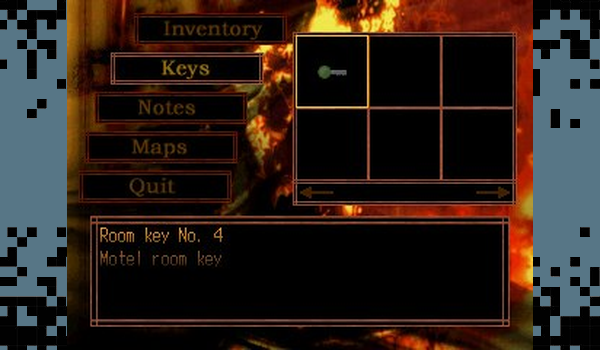 Inventory
Keys
Notes
Maps
Quit
Room key No. 4
Motel room key